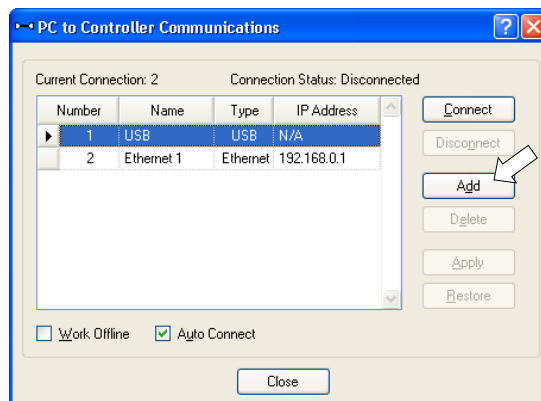 PC to Controller Communications
Current Connection: 2 Connection Status: Disconnected
Number Name Type IP Address
1 USB USB N/A
2 Ethernet 1 Ethernet 192.168.0.1
Connect
Disconnect
Add
Delete
Apply
Restore
Work Offline Auto Connect
Close